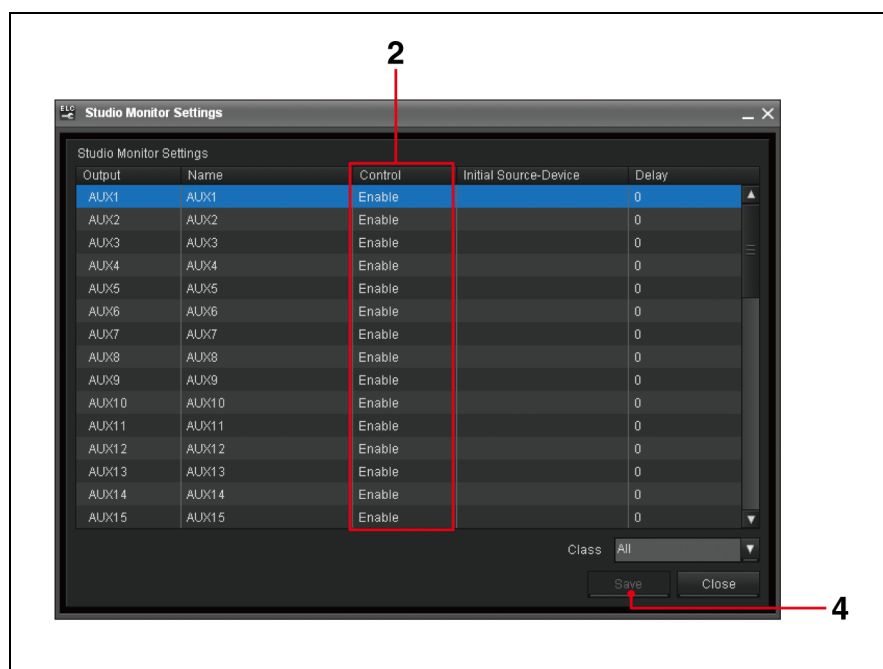 2
ELC Studio Monitor Settings
Studio Monitor Settings
Output Name Control Initial Source-Device Delay
AUX1 AUX1 Enable 0
AUX2 AUX2 Enable 0
AUX3 AUX3 Enable 0
AUX4 AUX4 Enable 0
AUX5 AUX5 Enable 0
AUX6 AUX6 Enable 0
AUX7 AUX7 Enable 0
AUX8 AUX8 Enable 0
AUX9 AUX9 Enable 0
AUX10 AUX10 Enable 0
AUX11 AUX11 Enable 0
AUX12 AUX12 Enable 0
AUX13 AUX13 Enable 0
AUX14 AUX14 Enable 0
AUX15 AUX15 Enable 0
Class All
Save Close
4